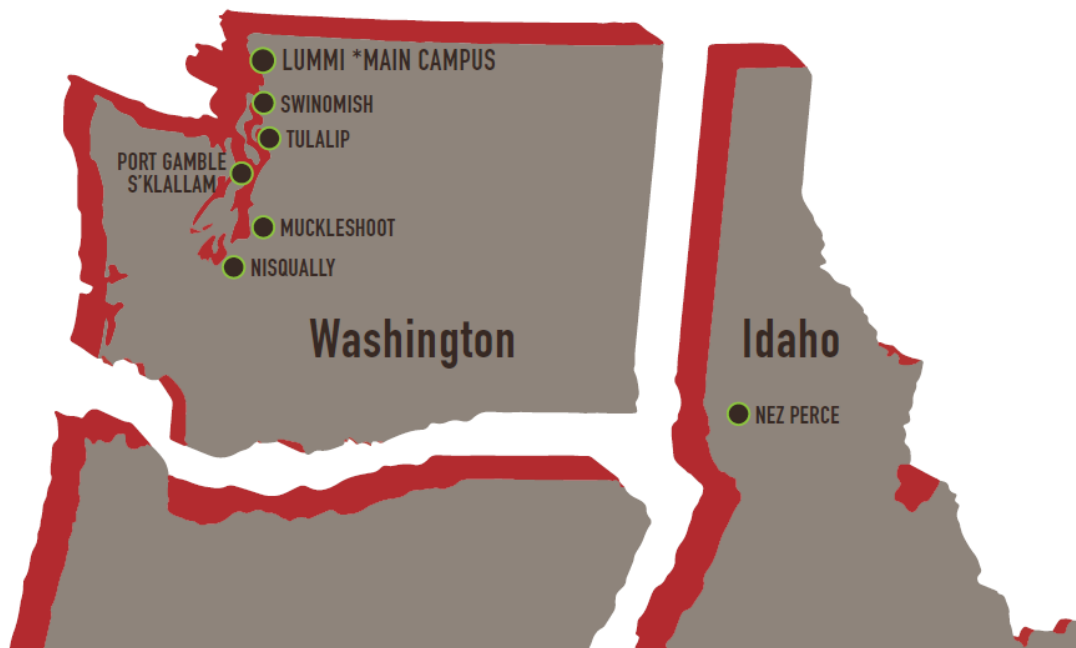 LUMMI *MAIN CAMPUS
SWINOMISH
TULALIP
PORT GAMBLE
S'KLALLAM
MUCKLESHOOT
NISQUALLY
Washington
Idaho
NEZ PERCE